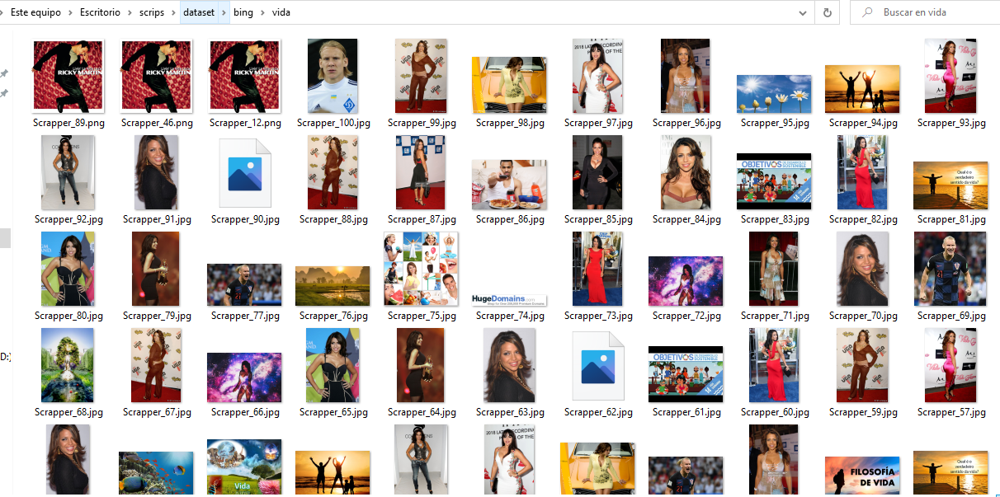 Este equipo > Escritorio > scrips > dataset > bing > vida
Buscar en vida
RICKY MARTIN
RICKY MARTIN
RICKY MARTIN
Scrapper_89.png Scrapper_46.png Scrapper_12.png Scrapper_100.jpg Scrapper_99.jpg Scrapper_98.jpg Scrapper_97.jpg Scrapper_96.jpg Scrapper_95.jpg Scrapper_94.jpg Scrapper_93.jpg
OBJETIVOS
Qual é o
verdadeiro
sentido da vida?
Scrapper_92.jpg Scrapper_91.jpg Scrapper_90.jpg Scrapper_88.jpg Scrapper_87.jpg Scrapper_86.jpg Scrapper_85.jpg Scrapper_84.jpg Scrapper_83.jpg Scrapper_82.jpg Scrapper_81.jpg
HugeDomains.com
Scrapper_80.jpg Scrapper_79.jpg Scrapper_77.jpg Scrapper_76.jpg Scrapper_75.jpg Scrapper_74.jpg Scrapper_73.jpg Scrapper_72.jpg Scrapper_71.jpg Scrapper_70.jpg Scrapper_69.jpg
D:)
OBJETIVOS
Scrapper_68.jpg Scrapper_67.jpg Scrapper_66.jpg Scrapper_65.jpg Scrapper_64.jpg Scrapper_63.jpg Scrapper_62.jpg Scrapper_61.jpg Scrapper_60.jpg Scrapper_59.jpg Scrapper_57.jpg
Vida
FILOSOFÍA
DE VIDA
Qual é o
verdadeiro
sentido da vida?